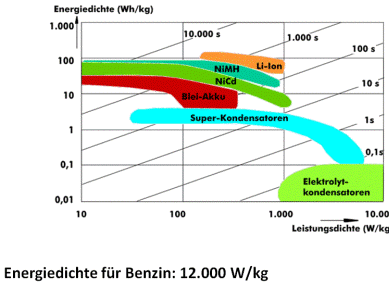 Energiedichte (Wh/kg)
1.000
10.000 s
1.000 s
100 s
100
Li-Ion
NiMH
NiCd
10 s
10
Blei-Akku
Super-Kondensatoren
1s
1
0,1s
0,1
Elektrolyt-
kondensatoren
0,01
10
100
1.000
10.00
Leistungsdichte (W/kg
Energiedichte für Benzin: 12.000 W/kg